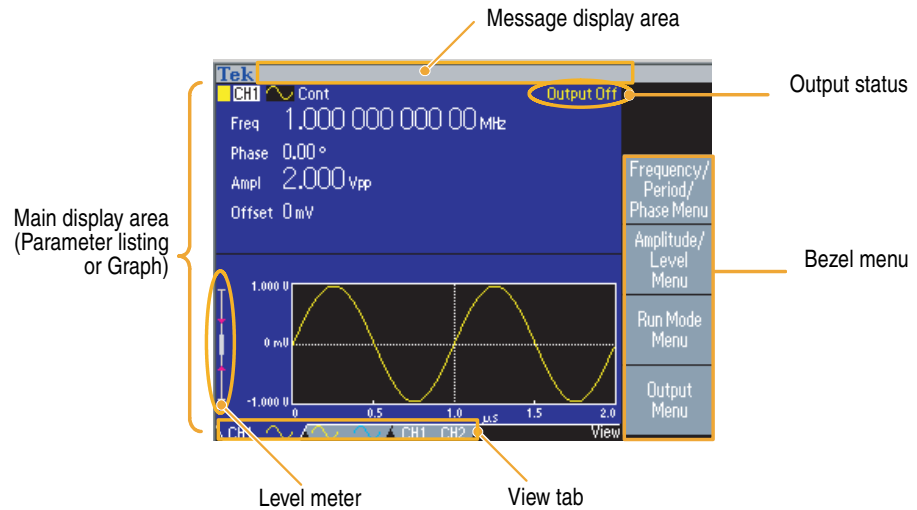 Message display area
Output status
Tek
CH1 Cont Output Off
Freq 1.000 000 000 00 MHz
Phase 0.00 °
Ampl 2.000 Vpp
Offset 0 mV
Frequency/
Period/
Phase Menu
Amplitude/
Level
Menu
Run Mode
Menu
Output
Menu
Main display area
(Parameter listing
or Graph)
Bezel menu
1.000 V
0 mV
-1.000 V
0 0.5 1.0 µs 1.5 2.0
CH1 CH1 CH2 View
Level meter
View tab